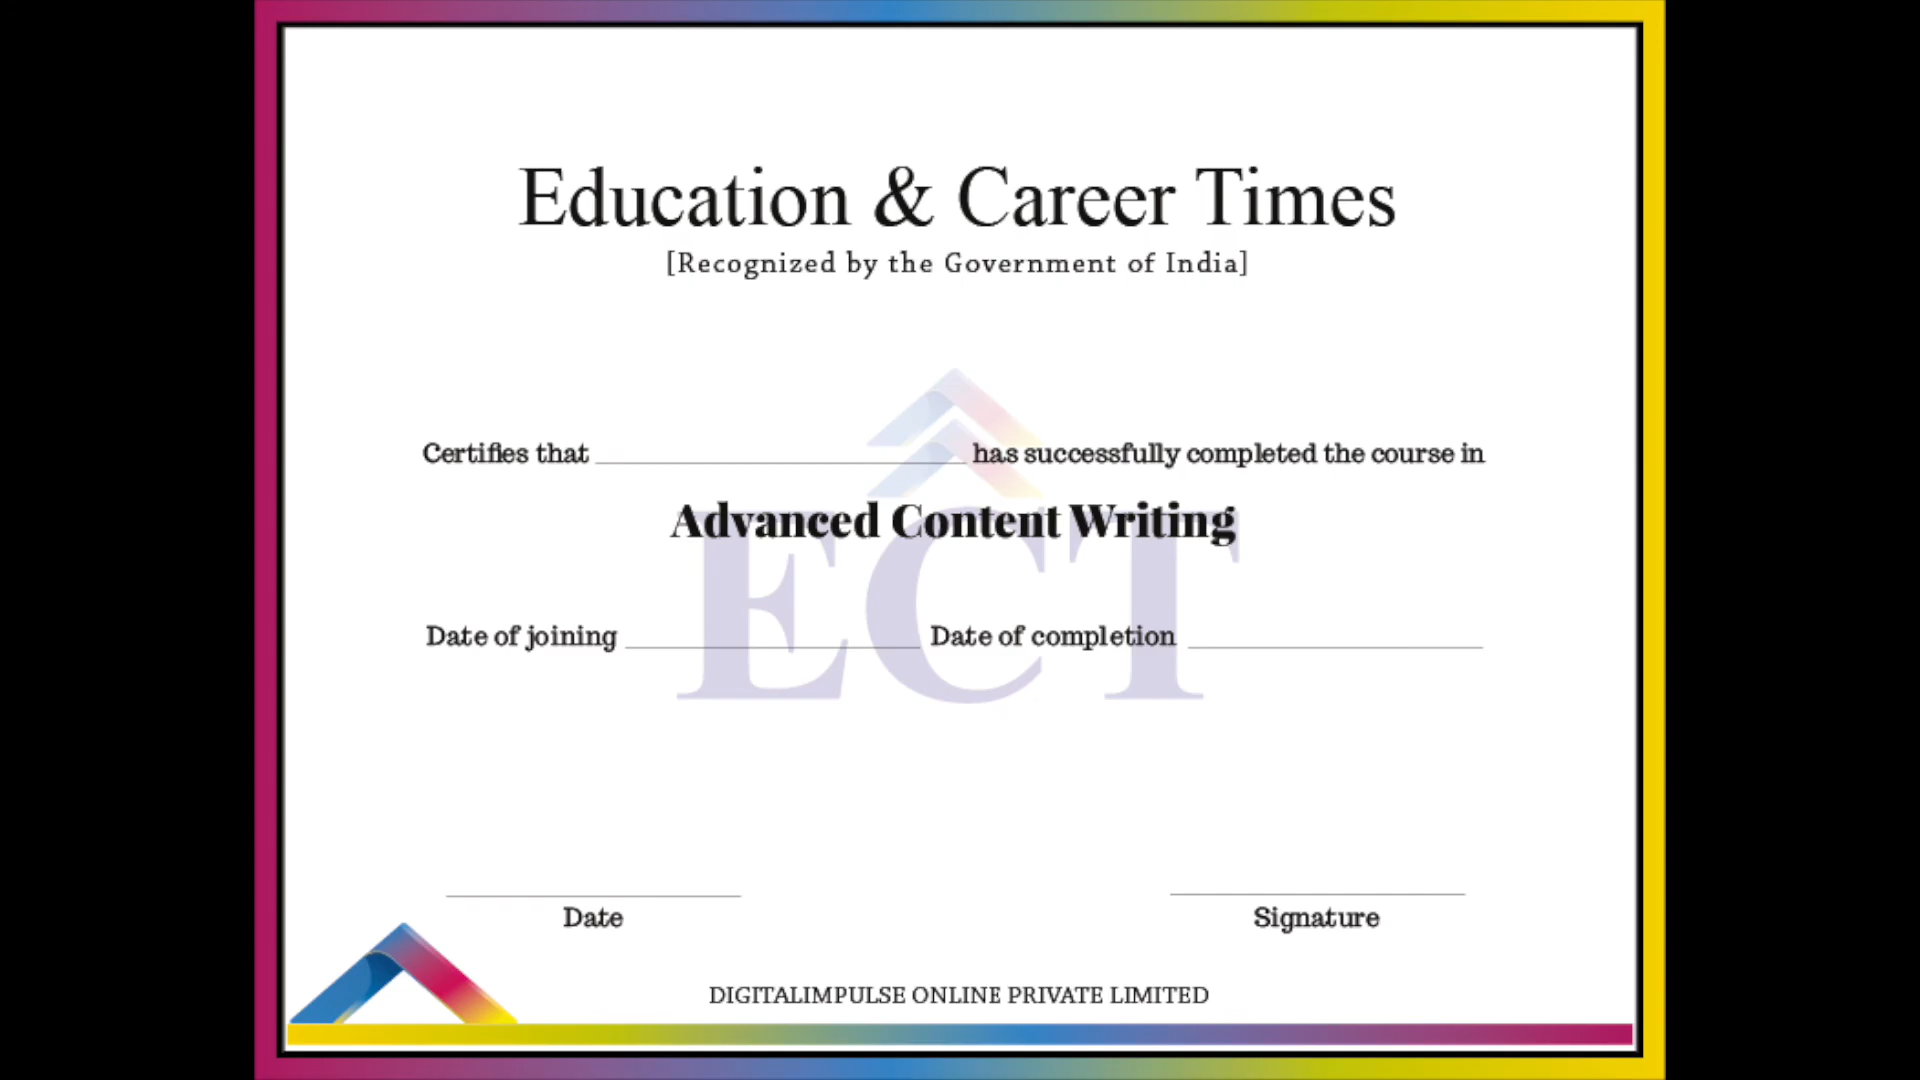 Education & Career Times
[Recognized by the Government of India]
Certifies that has successfully completed the course in
Advanced Content Writing
ECT
Date of joining Date of completion
Date Signature
DIGITALIMPULSE ONLINE PRIVATE LIMITED